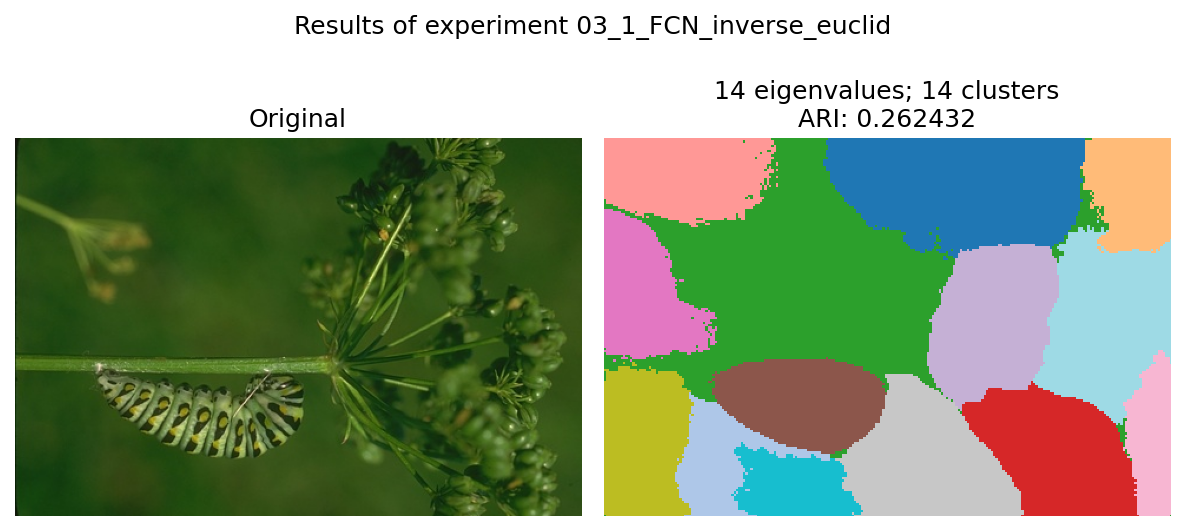 Results of experiment 03_1_FCN_inverse_euclid
Original
14 eigenvalues; 14 clusters
ARI: 0.262432